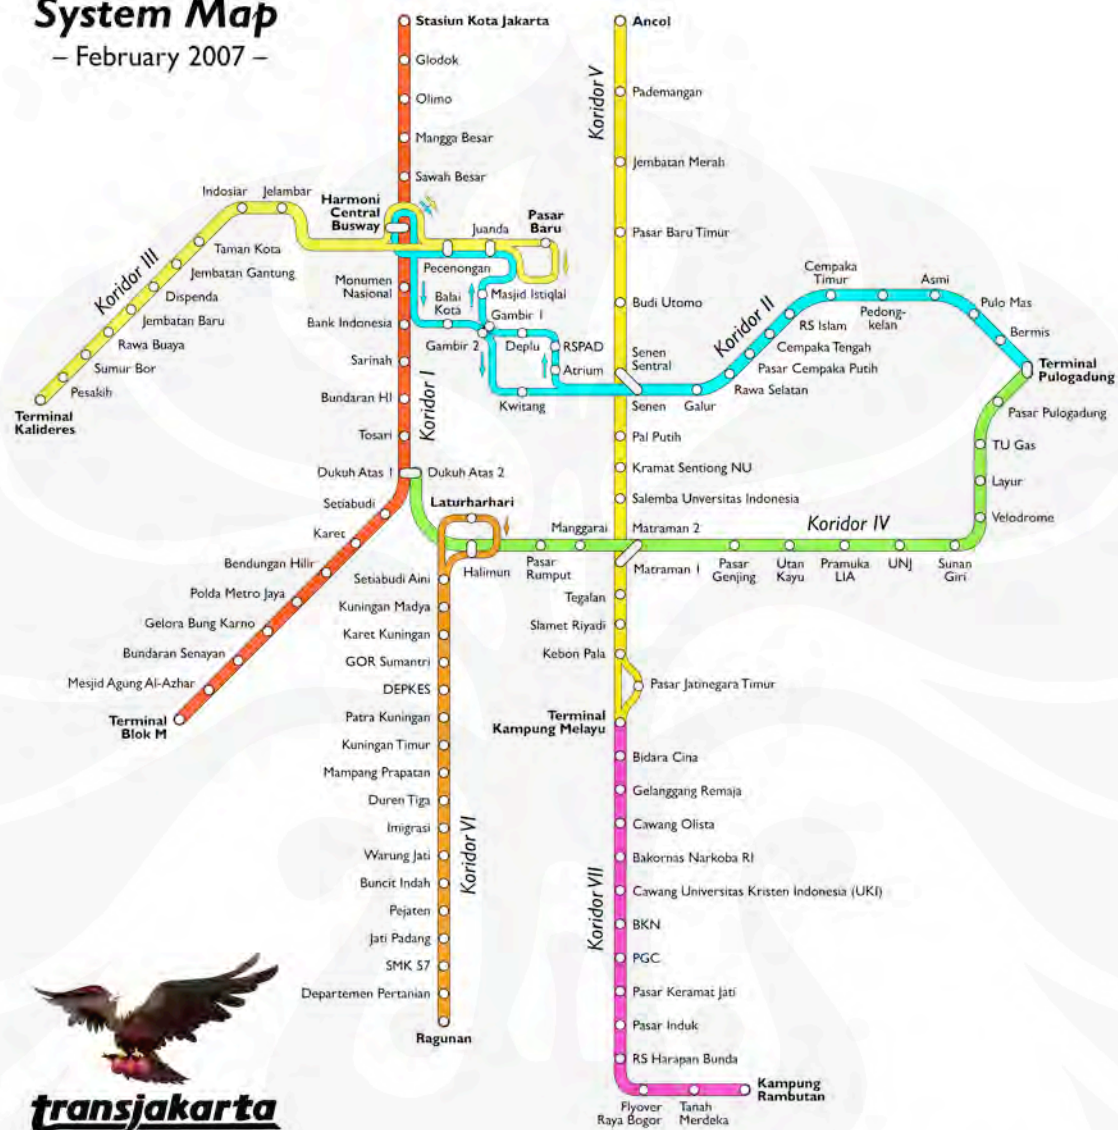 System Map
– February 2007 –
Stasiun Kota Jakarta
Glodok
Olimo
Mangga Besar
Sawah Besar
Harmoni
Central
Busway
Monumen
Nasional
Bank Indonesia
Sarinah
Bundaran HI
Tosari
Dukuh Atas 1
Dukuh Atas 2
Koridor I
Setiabudi
Karet
Bendungan Hilir
Polda Metro Jaya
Gelora Bung Karno
Bundaran Senayan
Mesjid Agung Al-Azhar
Terminal
Blok M
Indosiar
Jelambar
Koridor III
Taman Kota
Jembatan Gantung
Dispenda
Jembatan Baru
Rawa Buaya
Sumur Bor
Pesakih
Terminal
Kalideres
Pecenongan
Juanda
Pasar
Baru
Masjid Istiqlal
Balai
Kota
Gambir 1
Gambir 2
Deplu
RSPAD
Atrium
Kwitang
Ancol
Koridor V
Pademangan
Jembatan Merah
Pasar Baru Timur
Budi Utomo
Senen
Sentral
Senen
Galur
Rawa Selatan
Pasar Cempaka Putih
Cempaka Tengah
RS Islam
Koridor II
Cempaka
Timur
Pedong-
kelan
Asmi
Pulo Mas
Bermis
Terminal
Pulogadung
Pasar Pulogadung
TU Gas
Layur
Velodrome
Pal Putih
Kramat Sentiong NU
Salemba Unversitas Indonesia
Koridor IV
Laturharhari
Halimun
Pasar
Rumput
Manggarai
Matraman 2
Matraman 1
Pasar
Genjing
Utan
Kayu
Pramuka
LIA
UNJ
Sunan
Giri
Tegalan
Slamet Riyadi
Kebon Pala
Pasar Jatinegara Timur
Terminal
Kampung Melayu
Setiabudi Aini
Kuningan Madya
Karet Kuningan
GOR Sumantri
DEPKES
Patra Kuningan
Kuningan Timur
Mampang Prapatan
Duren Tiga
Imigrasi
Warung Jati
Buncit Indah
Pejaten
Jati Padang
SMK 57
Departemen Pertanian
Ragunan
Koridor VI
Bidara Cina
Gelanggang Remaja
Cawang Olista
Bakornas Narkoba RI
Cawang Universitas Kristen Indonesia (UKI)
BKN
PGC
Pasar Keramat Jati
Pasar Induk
RS Harapan Bunda
Koridor VII
Flyover
Raya Bogor
Tanah
Merdeka
Kampung
Rambutan
transjakarta